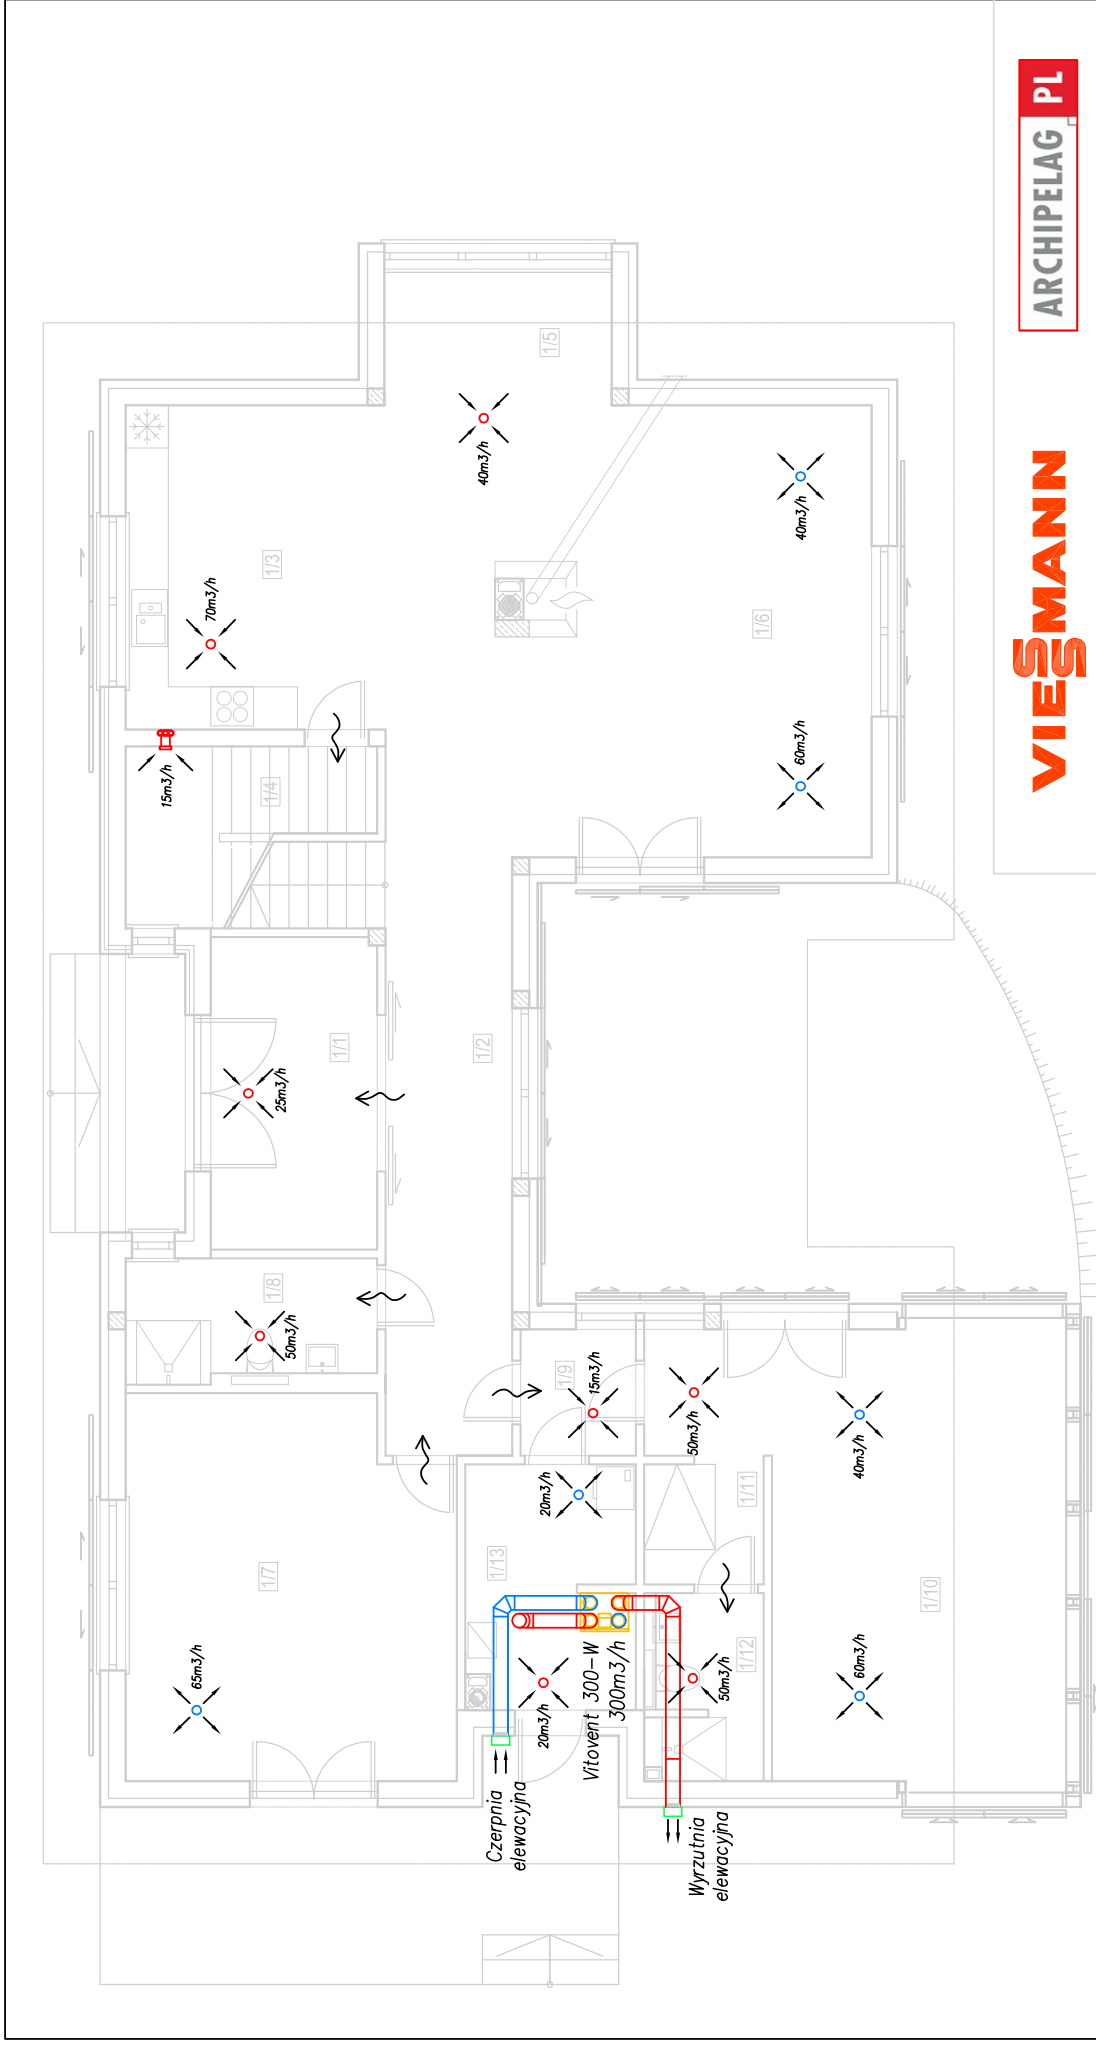 ARCHIPELAG PL
VIESMANN
1/5
40m3/h
40m3/h
1/3
70m3/h
1/6
60m3/h
15m3/h
1/4
1/1
25m3/h
1/2
1/8
50m3/h
1/9
15m3/h
50m3/h
40m3/h
20m3/h
1/11
1/13
1/7
65m3/h
1/10
1/12
50m3/h
60m3/h
20m3/h
Vitovent 300-W
300m3/h
Czerpnia
elewacyjna
Wyrzutnia
elewacyjna